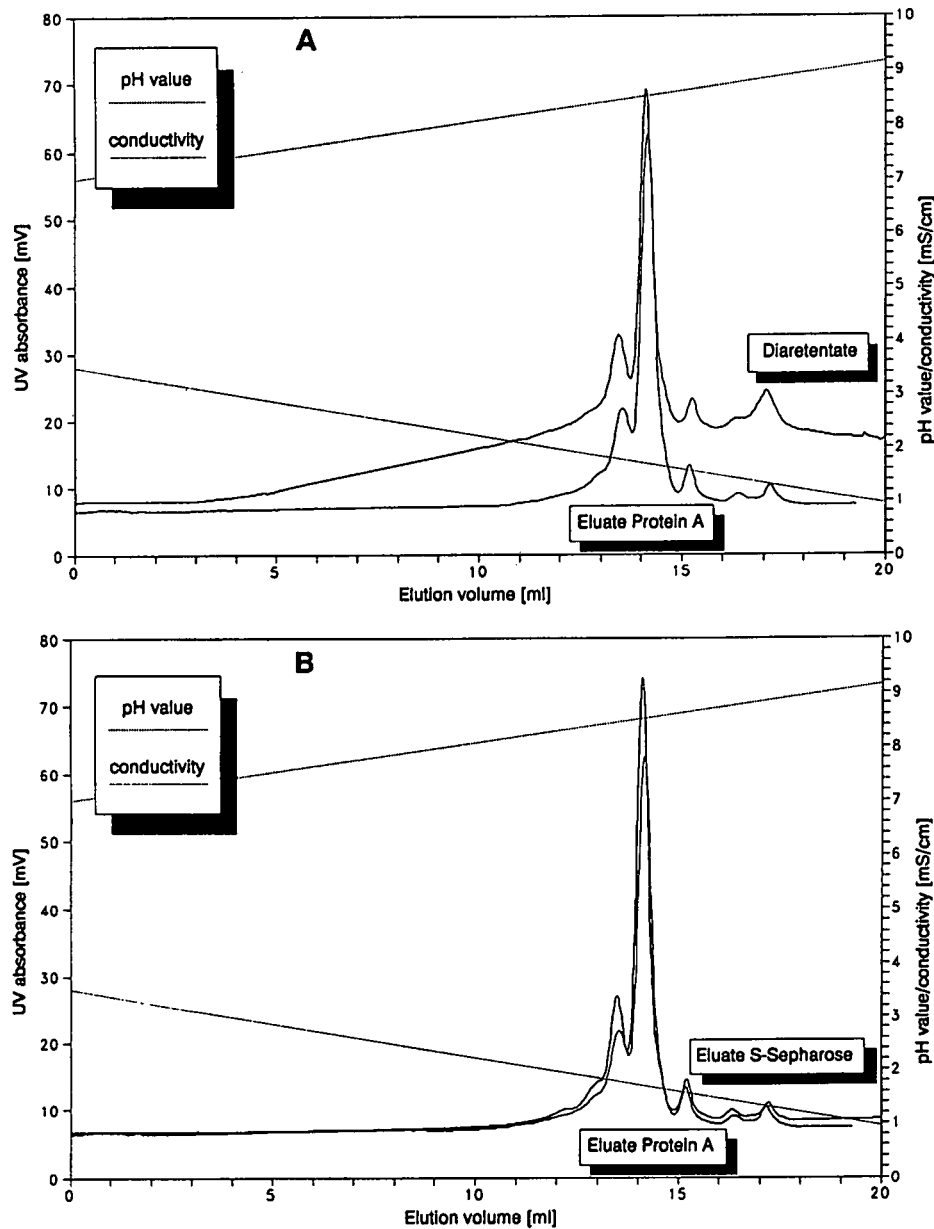 A
80
70
60
50
40
30
20
10
0
UV absorbance [mV]
pH value
conductivity
Diaretentate
Eluate Protein A
10
9
8
7
6
5
4
3
2
1
0
pH value/conductivity [mS/cm]
0 5 10 15 20
Elution volume [ml]
B
80
70
60
50
40
30
20
10
0
UV absorbance [mV]
pH value
conductivity
Eluate S-Sepharose
Eluate Protein A
10
9
8
7
6
5
4
3
2
1
0
pH value/conductivity [mS/cm]
0 5 10 15 20
Elution volume [ml]